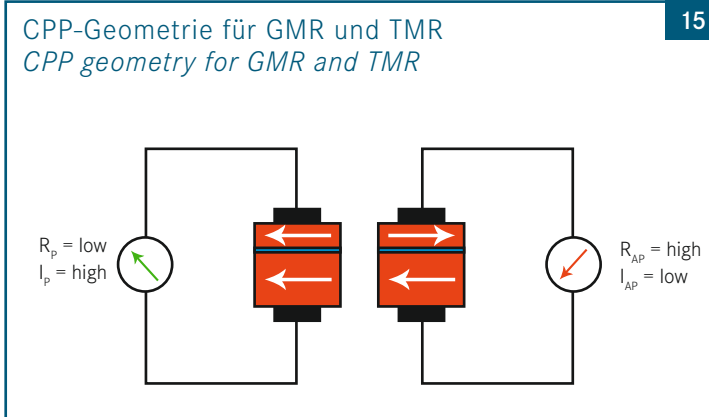 15
CPP-Geometrie für GMR und TMR
CPP geometry for GMR and TMR
R_P = low
I_P = high
R_AP = high
I_AP = low